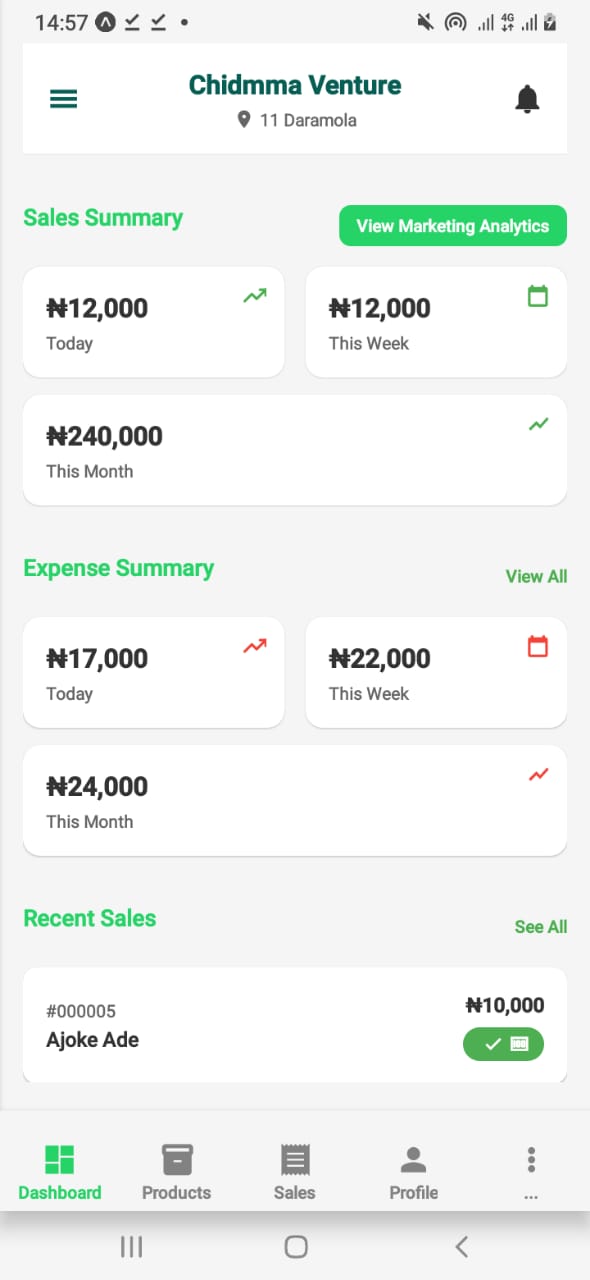 14:57
4G
Chidmma Venture
11 Daramola
Sales Summary
View Marketing Analytics
₦12,000
Today
₦12,000
This Week
₦240,000
This Month
Expense Summary
View All
₦17,000
Today
₦22,000
This Week
₦24,000
This Month
Recent Sales
See All
#000005
₦10,000
Ajoke Ade
Dashboard
Products
Sales
Profile
...